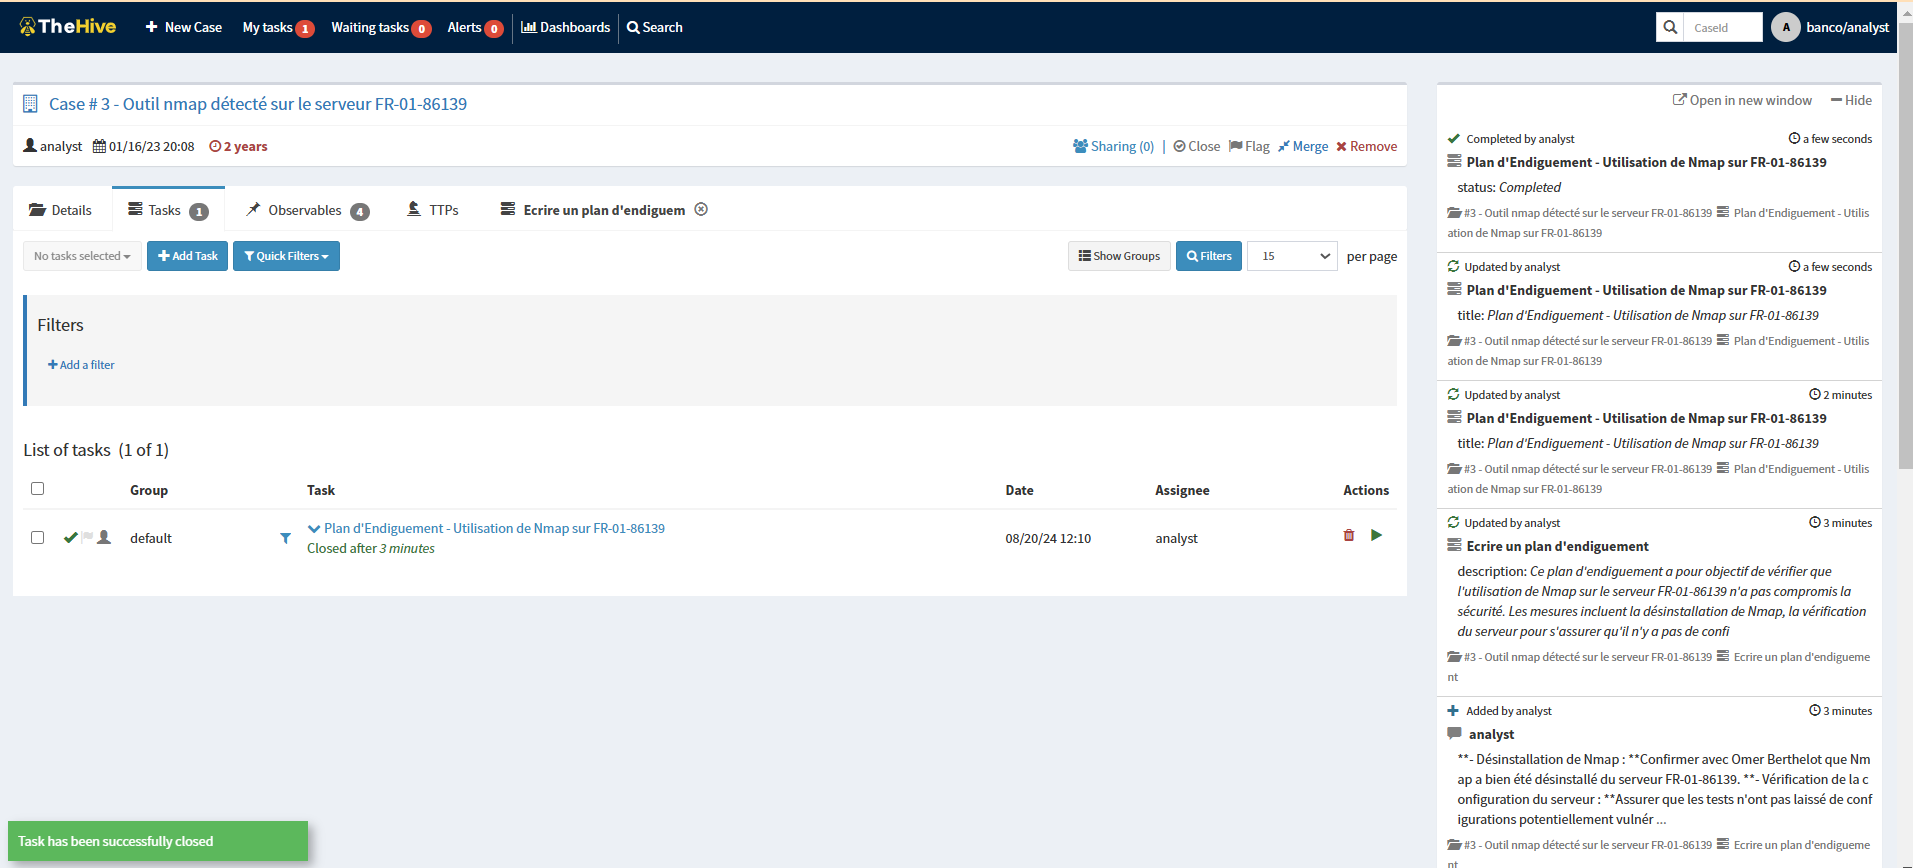 TheHive
New Case
My tasks 1
Waiting tasks 0
Alerts 0
Dashboards
Search
CaseId
A
banco/analyst
Case # 3 - Outil nmap détecté sur le serveur FR-01-86139
analyst 01/16/23 20:08 2 years
Sharing (0) | Close Flag Merge Remove
Details
Tasks 1
Observables 4
TTPs
Ecrire un plan d'endiguem
No tasks selected
Add Task
Quick Filters
Show Groups
Filters
15
per page
Filters
Add a filter
List of tasks (1 of 1)
Group Task Date Assignee Actions
default
Plan d'Endiguement - Utilisation de Nmap sur FR-01-86139
Closed after 3 minutes
08/20/24 12:10
analyst
Task has been successfully closed
Open in new window
Hide
Completed by analyst a few seconds
Plan d'Endiguement - Utilisation de Nmap sur FR-01-86139
status: Completed
#3 - Outil nmap détecté sur le serveur FR-01-86139 Plan d'Endiguement - Utilis
ation de Nmap sur FR-01-86139
Updated by analyst a few seconds
Plan d'Endiguement - Utilisation de Nmap sur FR-01-86139
title: Plan d'Endiguement - Utilisation de Nmap sur FR-01-86139
#3 - Outil nmap détecté sur le serveur FR-01-86139 Plan d'Endiguement - Utilis
ation de Nmap sur FR-01-86139
Updated by analyst 2 minutes
Plan d'Endiguement - Utilisation de Nmap sur FR-01-86139
title: Plan d'Endiguement - Utilisation de Nmap sur FR-01-86139
#3 - Outil nmap détecté sur le serveur FR-01-86139 Plan d'Endiguement - Utilis
ation de Nmap sur FR-01-86139
Updated by analyst 3 minutes
Ecrire un plan d'endiguement
description: Ce plan d'endiguement a pour objectif de vérifier que
l'utilisation de Nmap sur le serveur FR-01-86139 n'a pas compromis la
sécurité. Les mesures incluent la désinstallation de Nmap, la vérification
du serveur pour s'assurer qu'il n'y a pas de confi
#3 - Outil nmap détecté sur le serveur FR-01-86139 Ecrire un plan d'endigueme
nt
Added by analyst 3 minutes
analyst
**- Désinstallation de Nmap : **Confirmer avec Omer Berthelot que Nm
ap a bien été désinstallé du serveur FR-01-86139. **- Vérification de la c
onfiguration du serveur : **Assurer que les tests n'ont pas laissé de conf
igurations potentiellement vulnér ...
#3 - Outil nmap détecté sur le serveur FR-01-86139 Ecrire un plan d'endigueme
nt